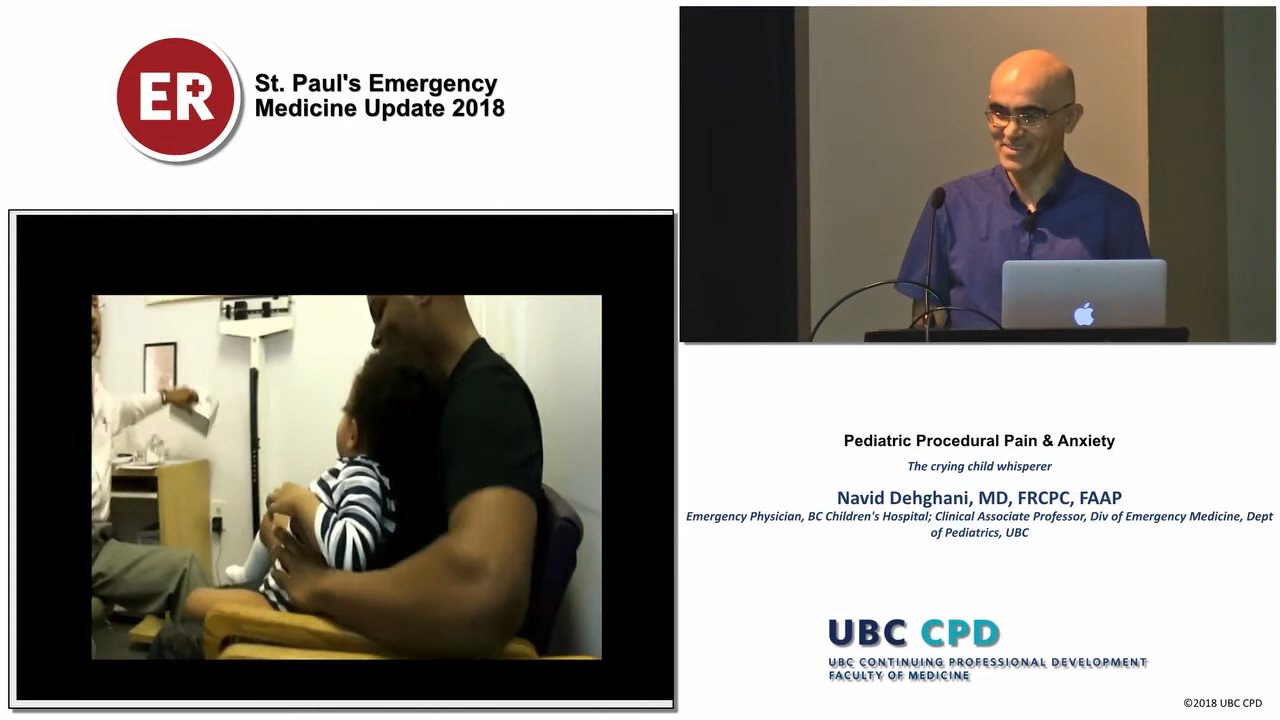 ER
St. Paul's Emergency
Medicine Update 2018
Pediatric Procedural Pain & Anxiety
The crying child whisperer
Navid Dehghani, MD, FRCPC, FAAP
Emergency Physician, BC Children's Hospital; Clinical Associate Professor, Div of Emergency Medicine, Dept
of Pediatrics, UBC
UBC CPD
UBC CONTINUING PROFESSIONAL DEVELOPMENT
FACULTY OF MEDICINE
©2018 UBC CPD